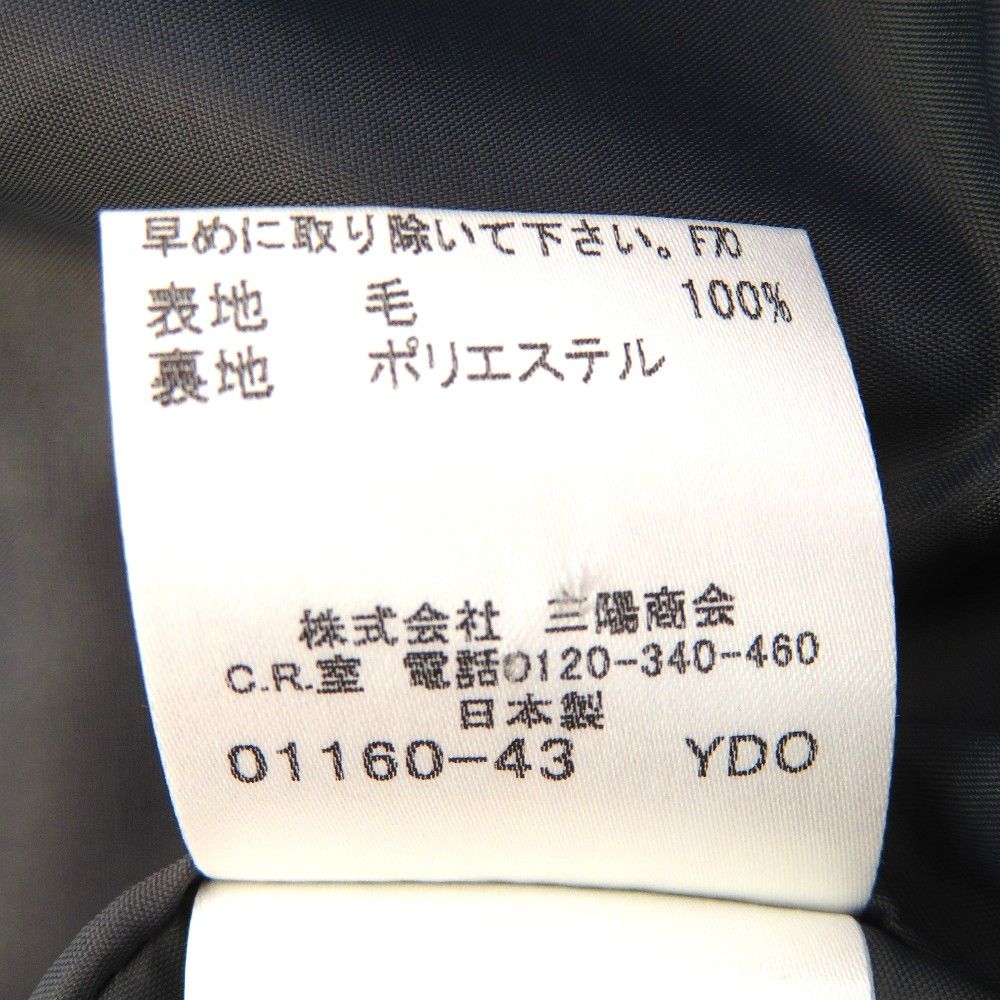 早めに取り除いて下さい。F70
表地 毛 100%
裏地 ポリエステル
株式会社 三陽商会
C.R.室 電話0120-340-460
日本製
01160-43 YDO